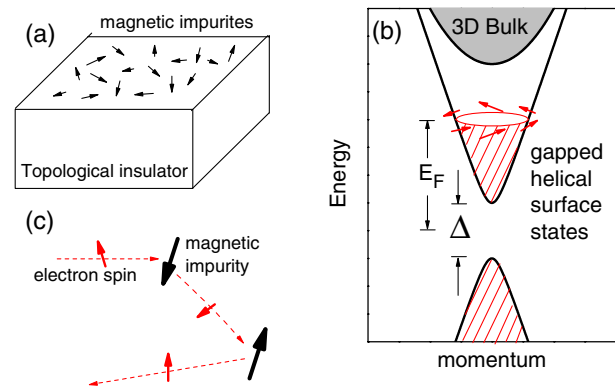 (a)
magnetic impurites
Topological insulator
(c)
electron spin
magnetic
impurity
(b)
3D Bulk
Energy
E_F
Δ
gapped
helical
surface
states
momentum